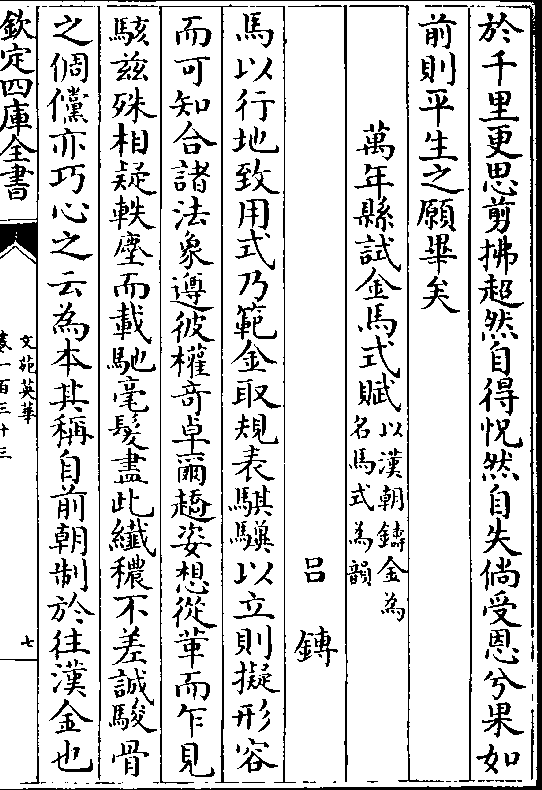 於千里更思剪拂超然自得怳然自失倘受恩兮果如
前則平生之願畢矣
萬年縣試金馬式賦以漢朝鑄金為名馬式為韻
吕鎛
馬以行地致用式乃範金取規表騏驥以立則擬形容
而可知合諸法象遵彼權竒卓爾趫姿想從革而乍見
駭兹殊相疑軼塵而載馳毫髮盡此纎穠不差誠駿骨
之倜儻亦巧心之云為本其稱自前朝制於往漢金也
欽定四庫全書
文苑英華
卷一百三十三
七